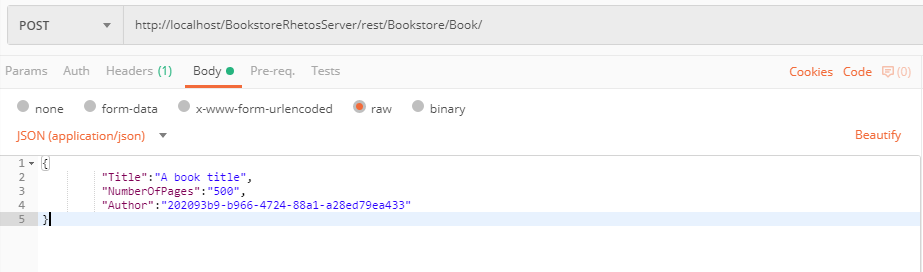 POST http://localhost/BookstoreRhetosServer/rest/Bookstore/Book/
Params Auth Headers (1) Body Pre-req. Tests Cookies Code (0)
none form-data x-www-form-urlencoded raw binary
JSON (application/json) Beautify
1 {
2 "Title":"A book title",
3 "NumberOfPages":"500",
4 "Author":"202093b9-b966-4724-88a1-a28ed79ea433"
5 }